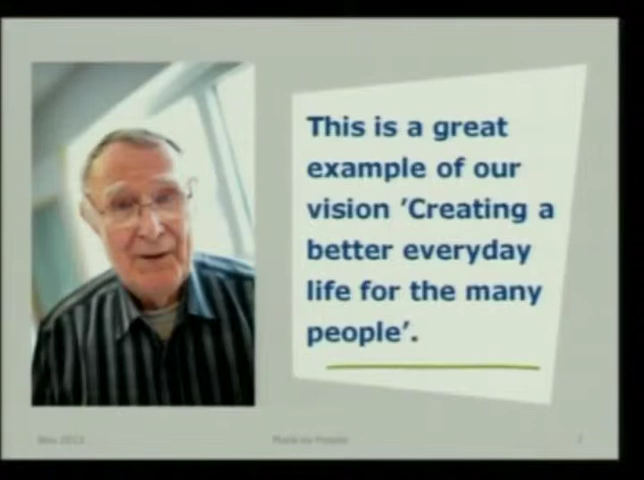 This is a great
example of our
vision ‘Creating a
better everyday
life for the many
people’.